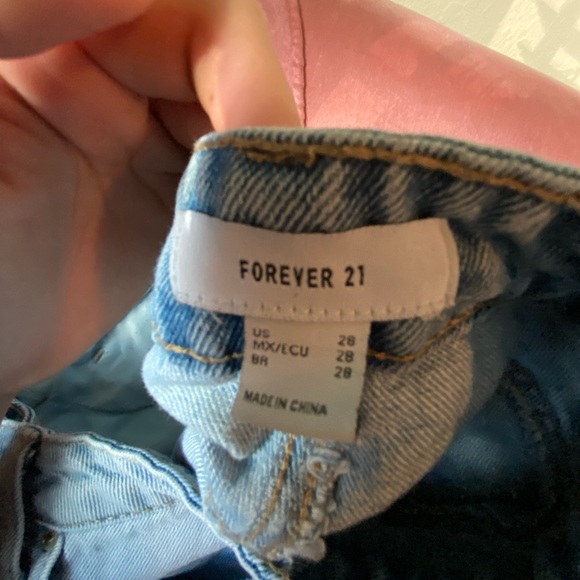 FOREVER 21
US 28
MX/ECU 28
BR 28
MADE IN CHINA